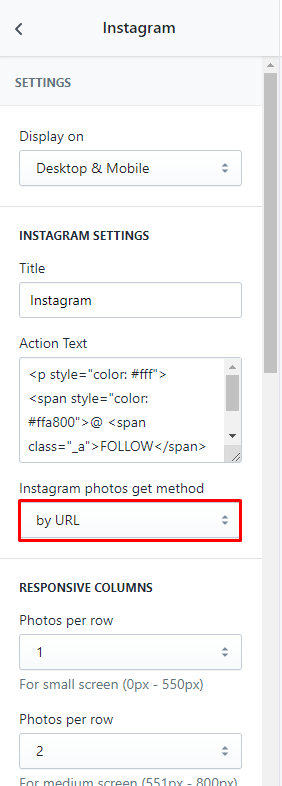 Instagram
SETTINGS
Display on
Desktop & Mobile
INSTAGRAM SETTINGS
Title
Instagram
Action Text
<p style="color: #fff">
<span style="color:
#ffa800">@ <span
class="_a">FOLLOW</span>
Instagram photos get method
by URL
RESPONSIVE COLUMNS
Photos per row
1
For small screen (0px - 550px)
Photos per row
2
For medium screen (551px - 800px)